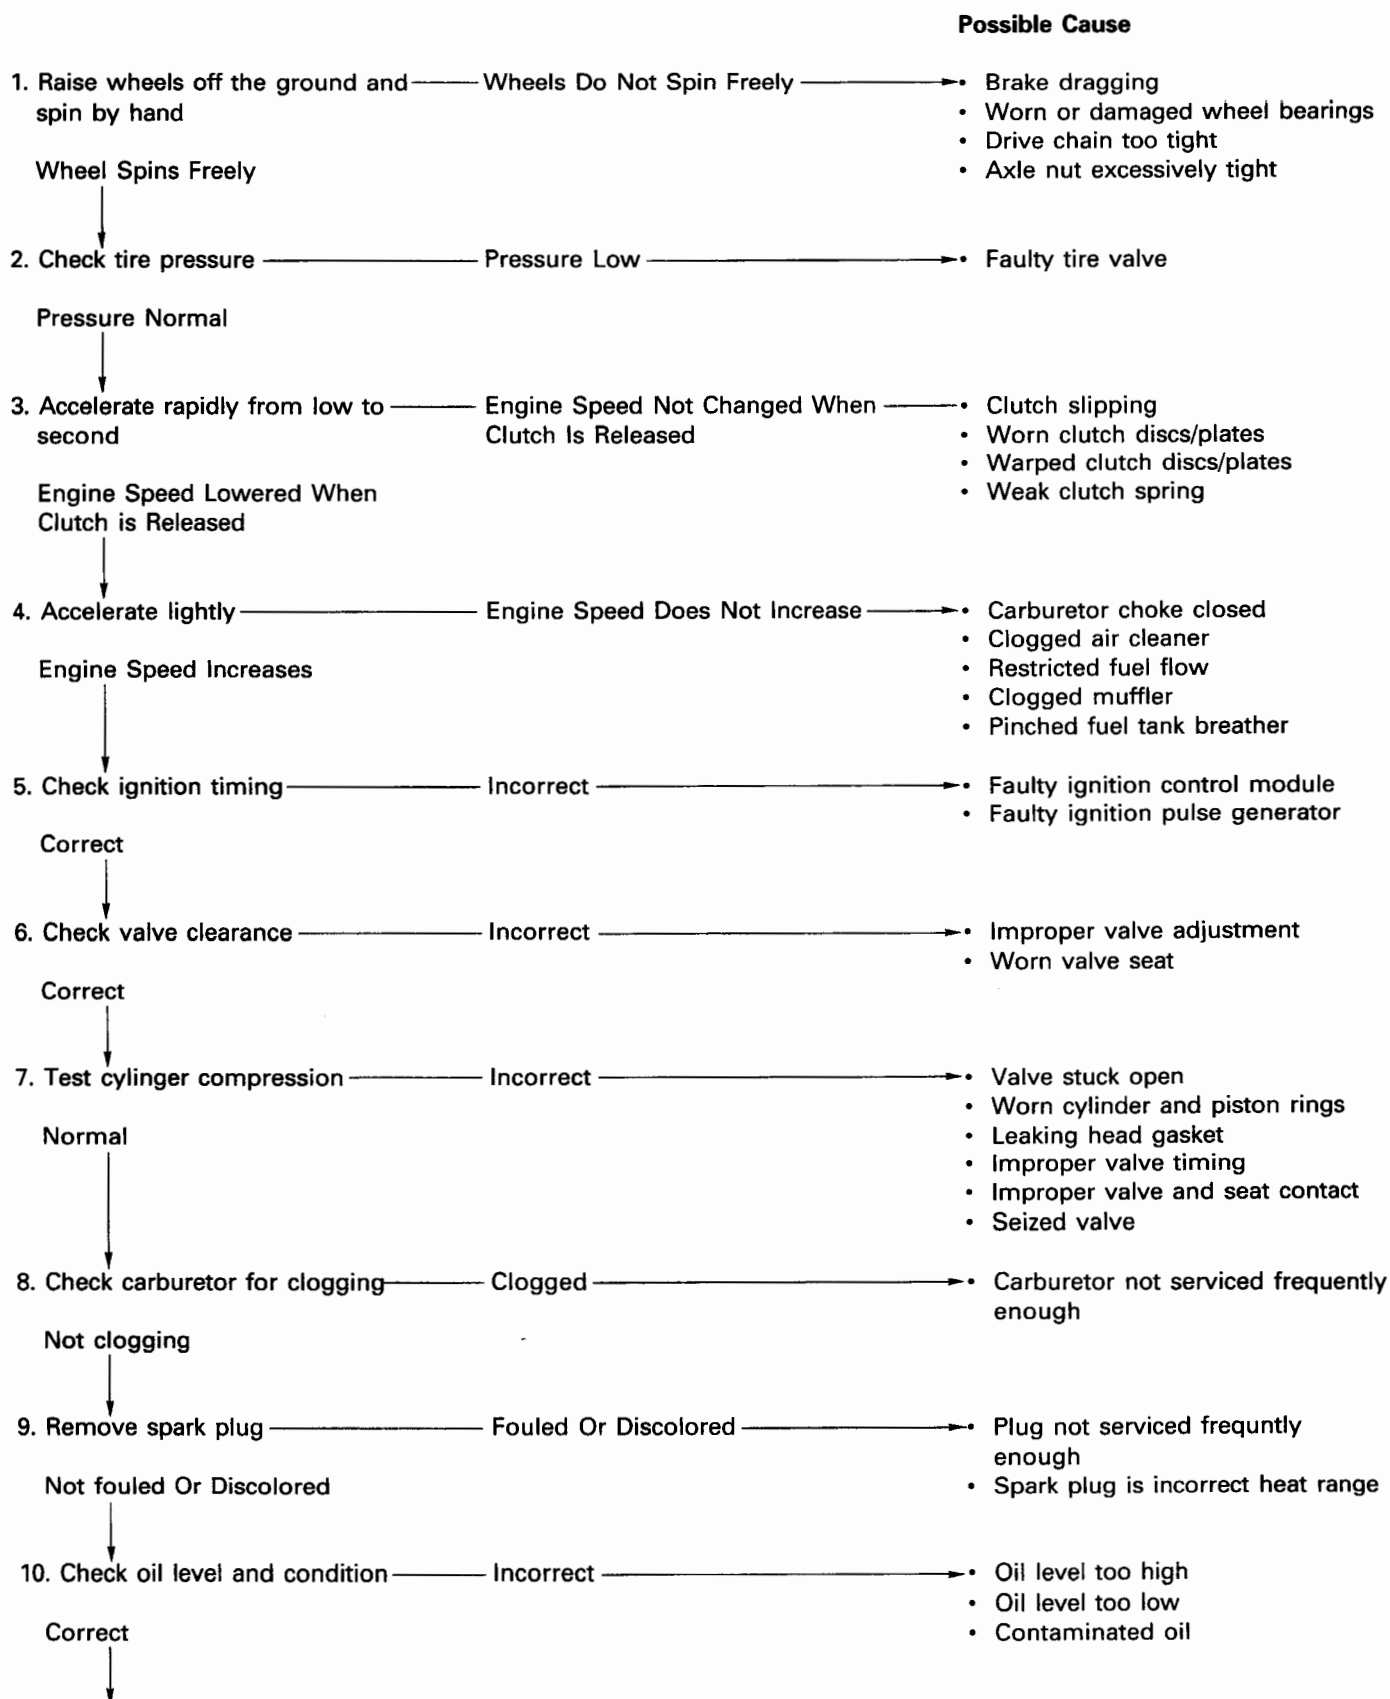 Possible Cause
1. Raise wheels off the ground and
spin by hand
Wheels Do Not Spin Freely
• Brake dragging
• Worn or damaged wheel bearings
• Drive chain too tight
• Axle nut excessively tight
Wheel Spins Freely
2. Check tire pressure
Pressure Low
• Faulty tire valve
Pressure Normal
3. Accelerate rapidly from low to
second
Engine Speed Not Changed When
Clutch Is Released
• Clutch slipping
• Worn clutch discs/plates
• Warped clutch discs/plates
• Weak clutch spring
Engine Speed Lowered When
Clutch is Released
4. Accelerate lightly
Engine Speed Does Not Increase
• Carburetor choke closed
• Clogged air cleaner
• Restricted fuel flow
• Clogged muffler
• Pinched fuel tank breather
Engine Speed Increases
5. Check ignition timing
Incorrect
• Faulty ignition control module
• Faulty ignition pulse generator
Correct
6. Check valve clearance
Incorrect
• Improper valve adjustment
• Worn valve seat
Correct
7. Test cylinger compression
Incorrect
• Valve stuck open
• Worn cylinder and piston rings
• Leaking head gasket
• Improper valve timing
• Improper valve and seat contact
• Seized valve
Normal
8. Check carburetor for clogging
Clogged
• Carburetor not serviced frequently
enough
Not clogging
9. Remove spark plug
Fouled Or Discolored
• Plug not serviced frequntly
enough
• Spark plug is incorrect heat range
Not fouled Or Discolored
10. Check oil level and condition
Incorrect
• Oil level too high
• Oil level too low
• Contaminated oil
Correct